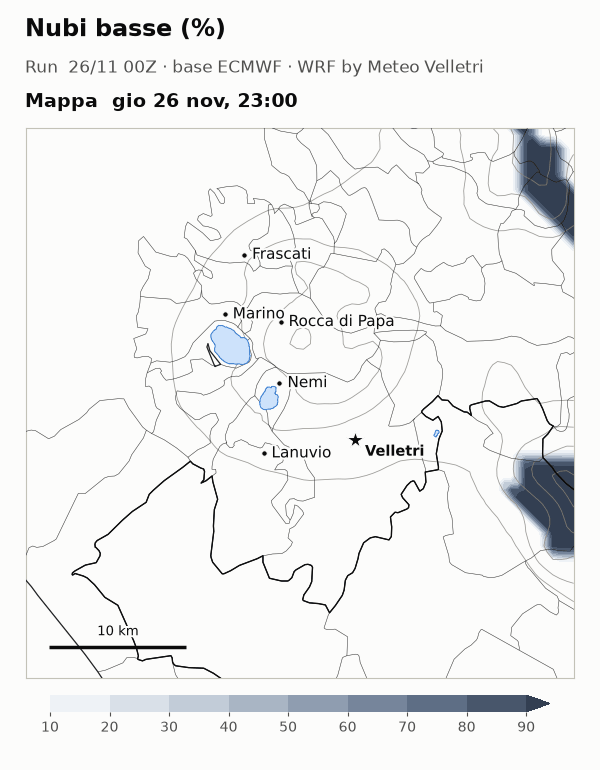 Nubi basse (%)
Run  26/11 00Z · base ECMWF · WRF by Meteo Velletri
Mappa  gio 26 nov, 23:00
Frascati
Marino
Rocca di Papa
Nemi
Velletri
Lanuvio
10 km
10 20 30 40 50 60 70 80 90